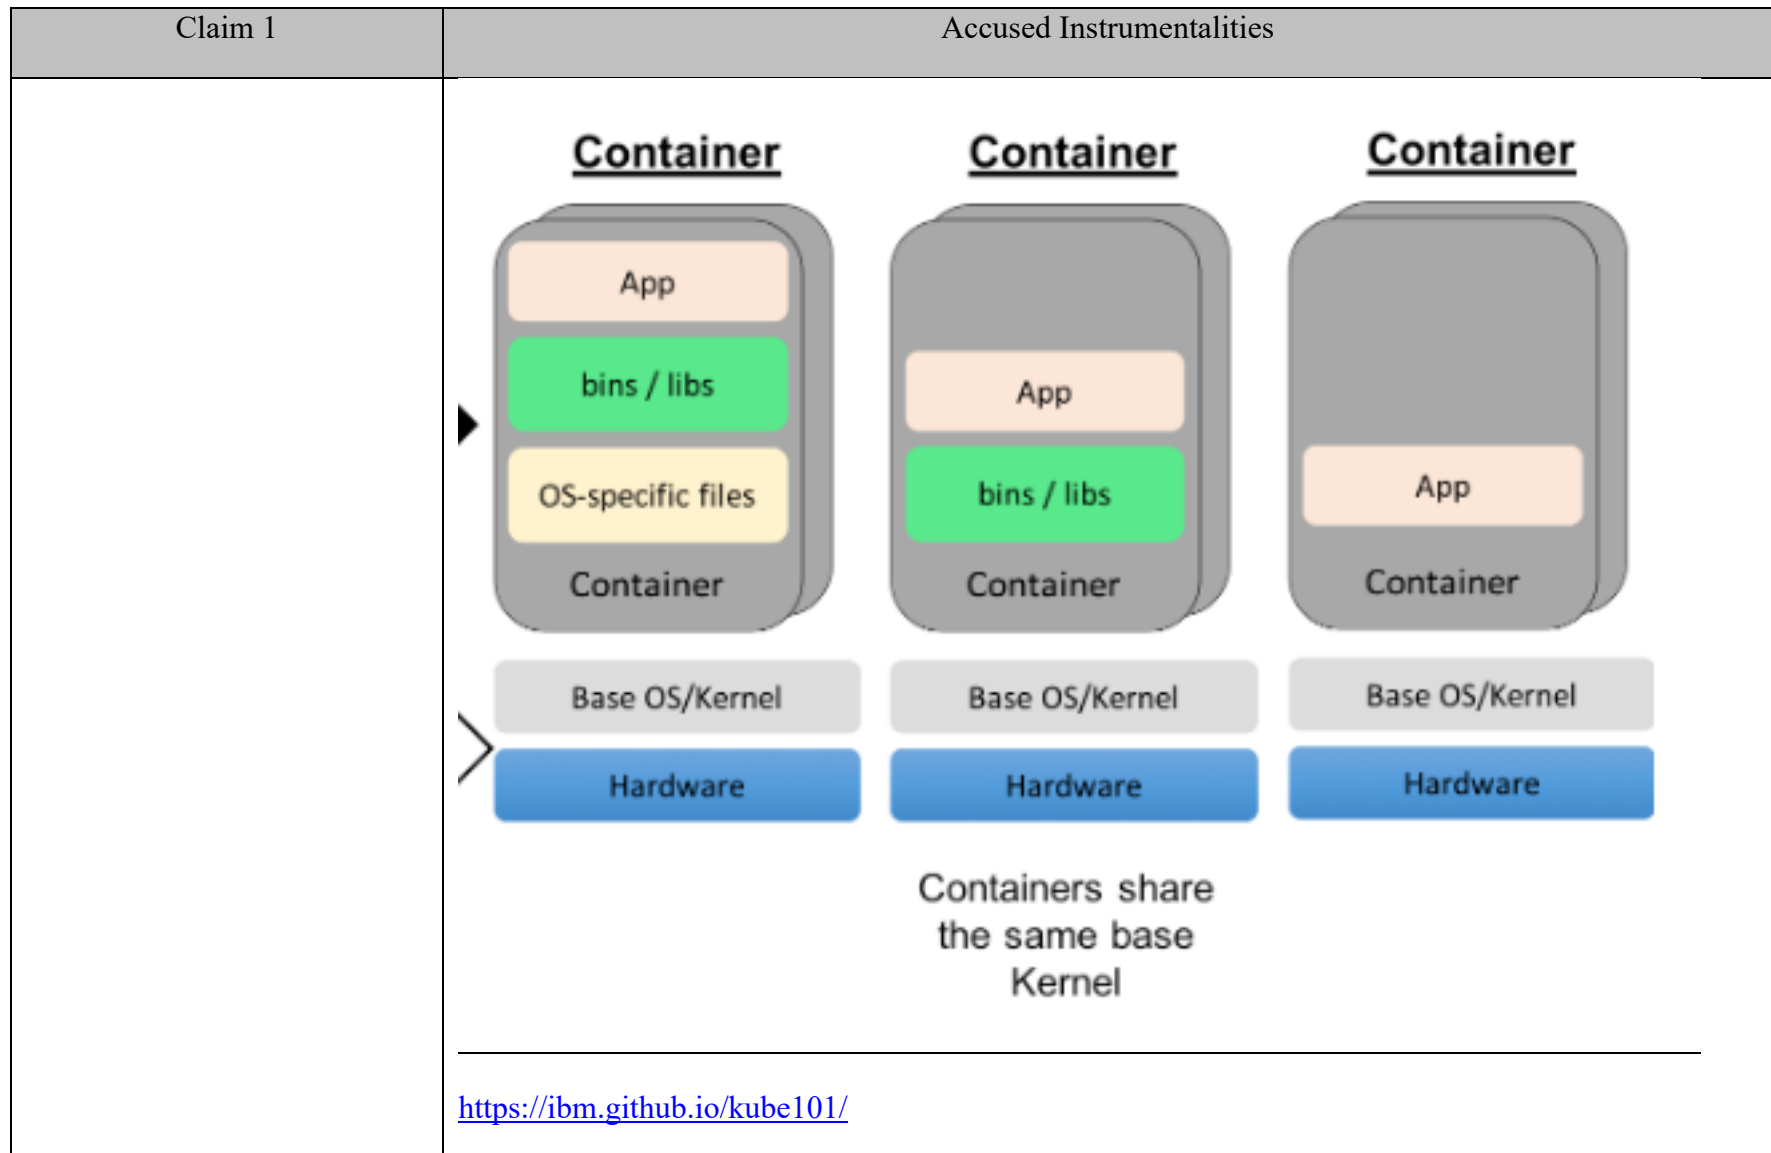 Claim 1
Accused Instrumentalities
Container
App
bins / libs
OS-specific files
Container
Base OS/Kernel
Hardware
Container
App
bins / libs
Container
Base OS/Kernel
Hardware
Container
App
Container
Base OS/Kernel
Hardware
Containers share
the same base
Kernel
https://ibm.github.io/kube101/